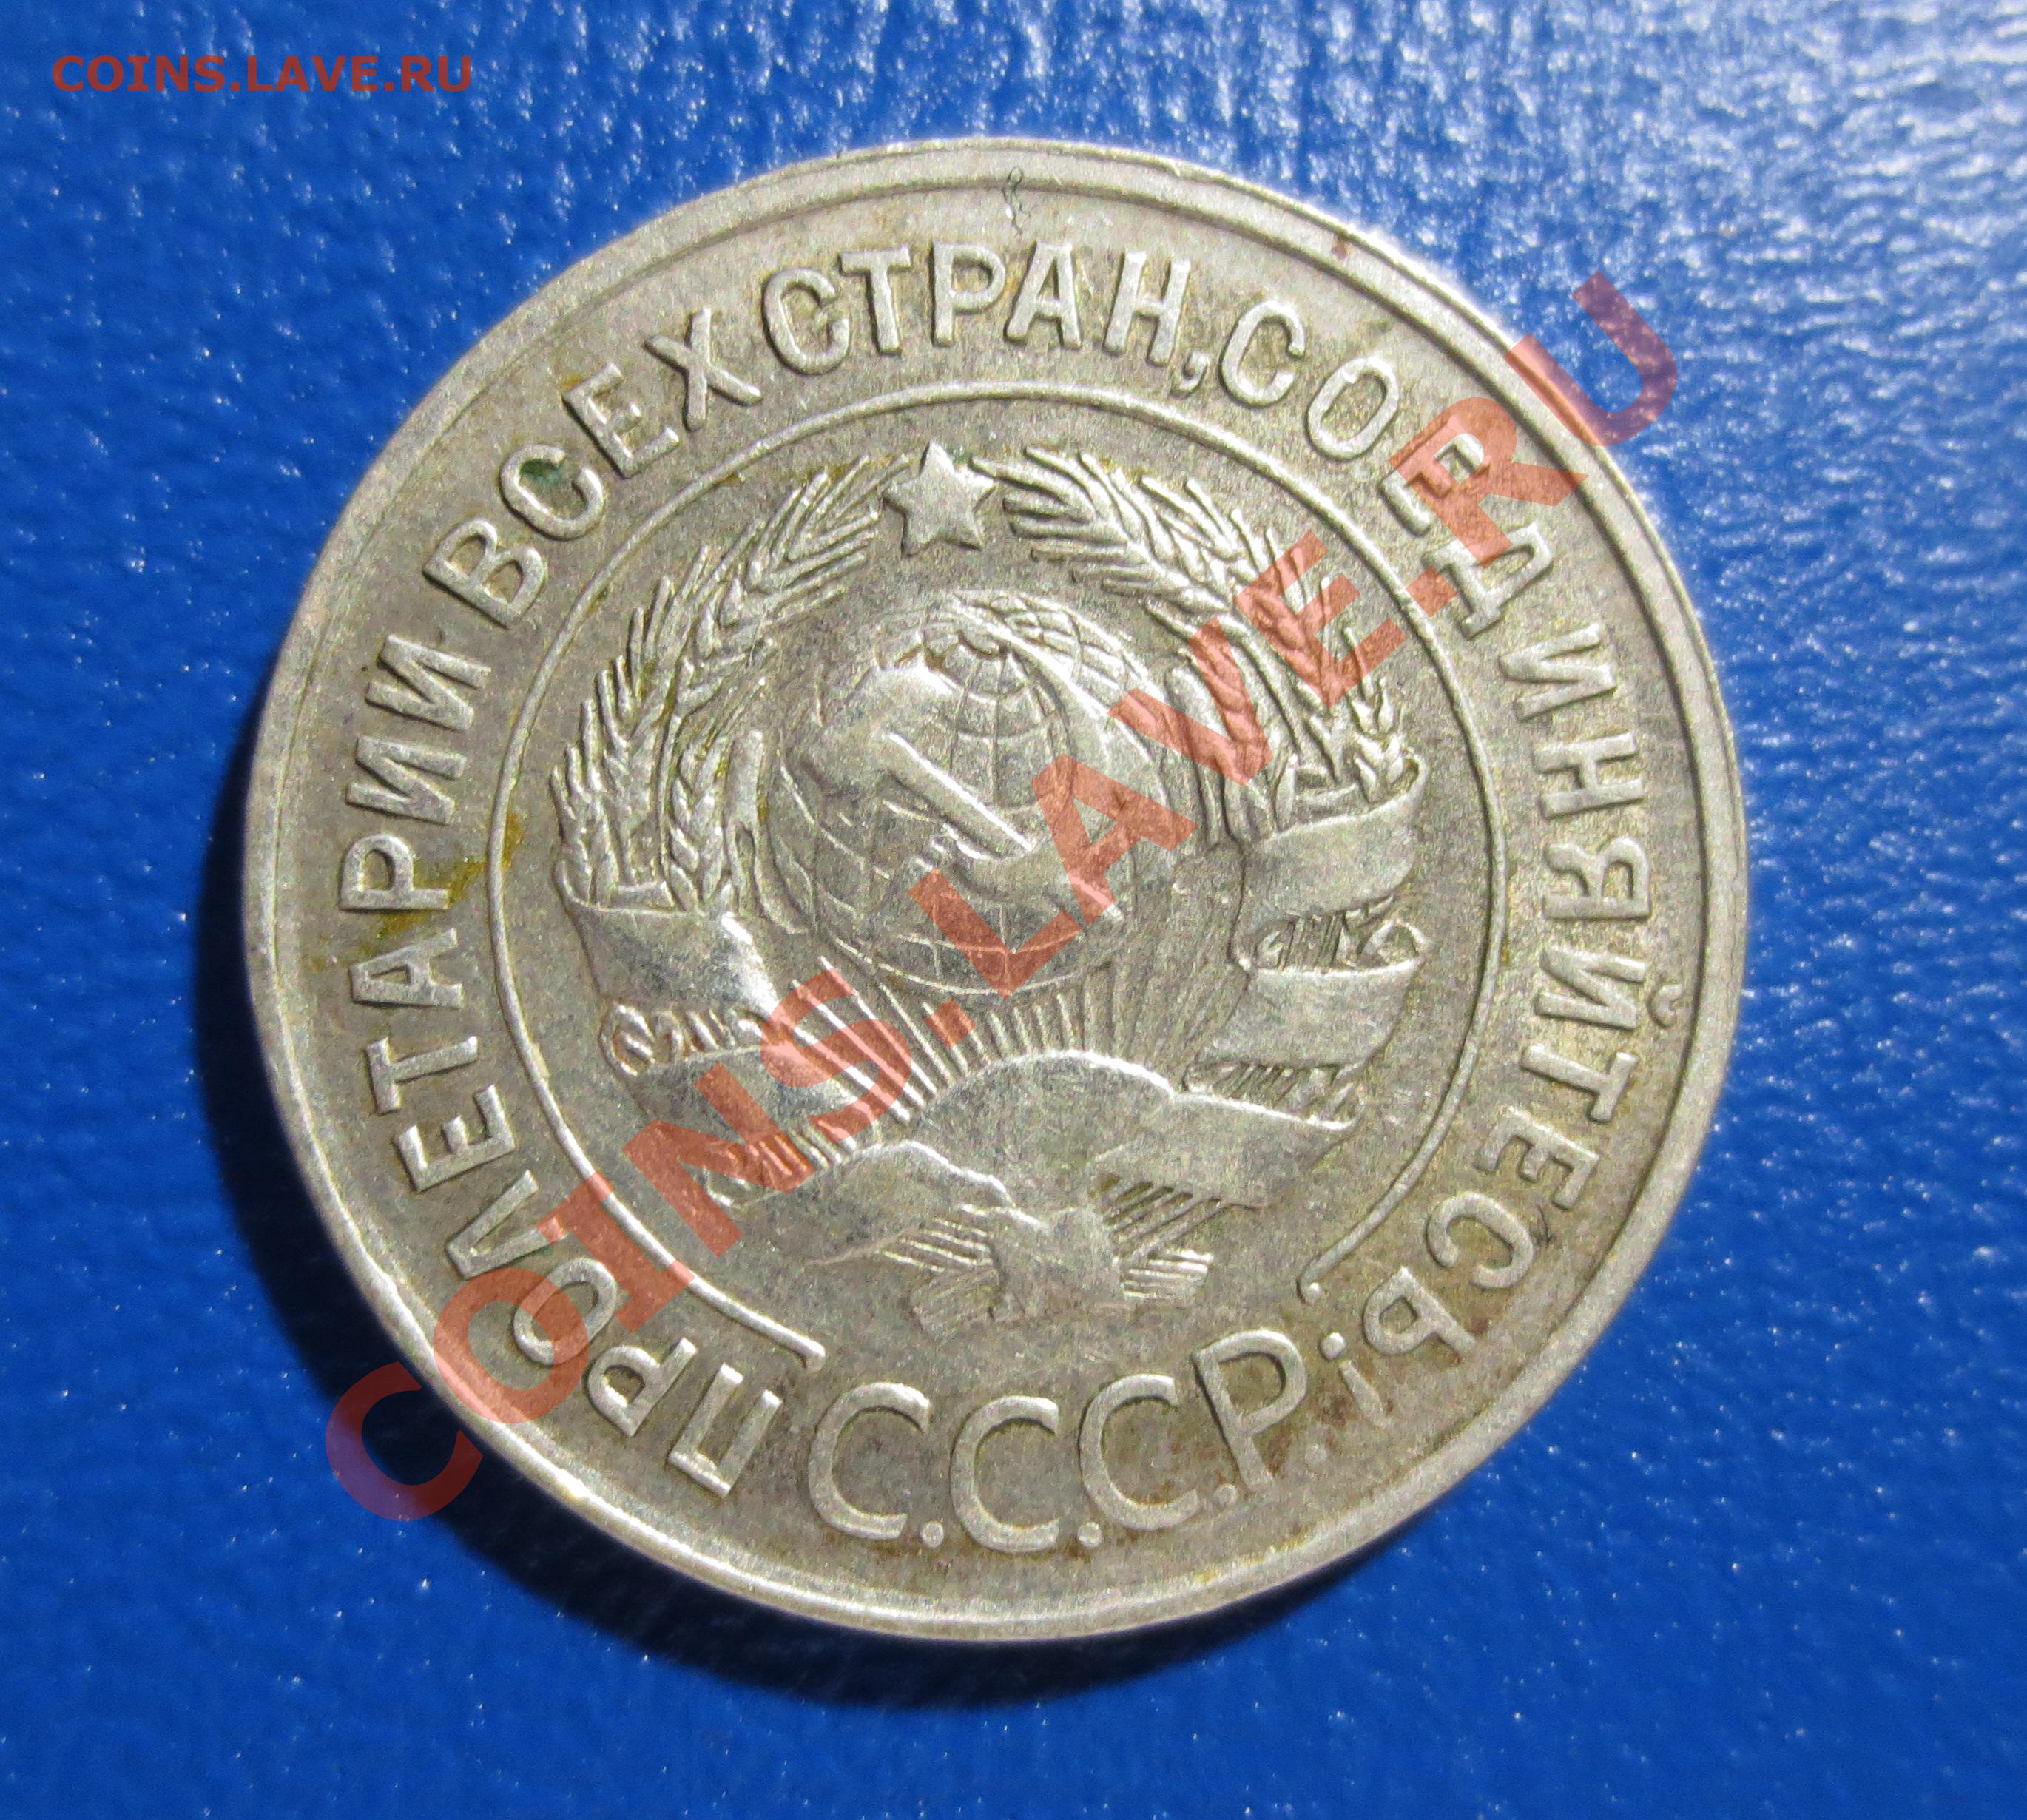 COINS.LAVE.RU
ПРОЛЕТАРИИ ВСЕХ СТРАН, СОЕДИНЯЙТЕСЬ!
С.С.С.Р.
COINS.LAVE.RU